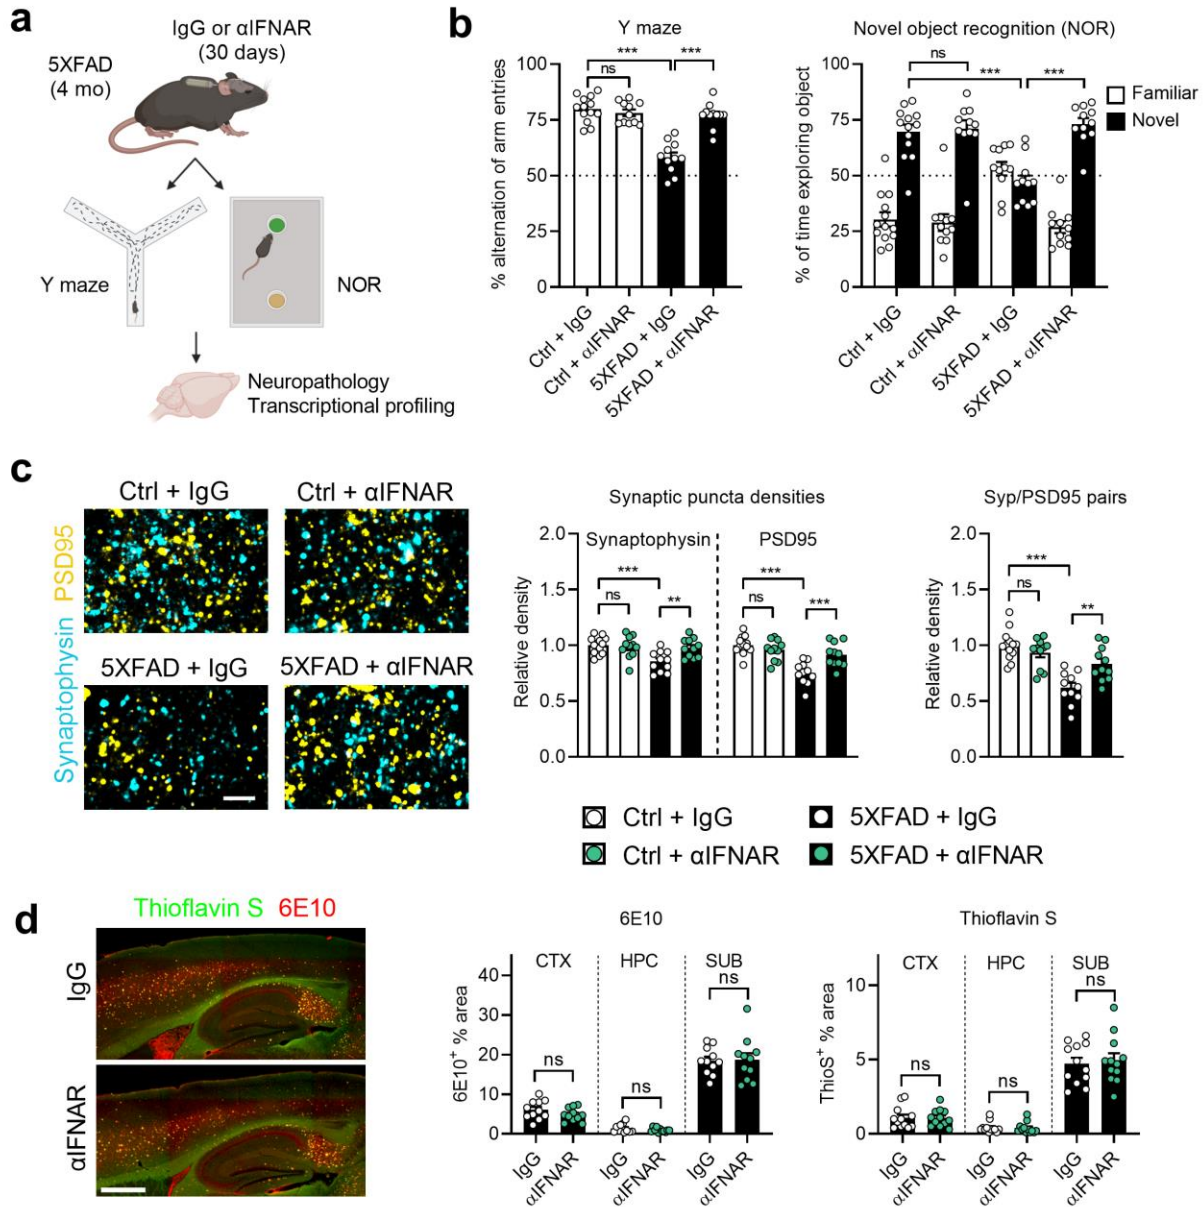 a
IgG or αIFNAR
(30 days)
5XFAD
(4 mo)
Y maze
NOR
Neuropathology
Transcriptional profiling
b
Y maze
% alternation of arm entries
100
75
50
25
0
***
***
ns
Ctrl + IgG
Ctrl + αIFNAR
5XFAD + IgG
5XFAD + αIFNAR
Novel object recognition (NOR)
% of time exploring object
100
75
50
25
0
ns
***
***
Familiar
Novel
Ctrl + IgG
Ctrl + αIFNAR
5XFAD + IgG
5XFAD + αIFNAR
c
Synaptophysin PSD95
Ctrl + IgG
Ctrl + αIFNAR
5XFAD + IgG
5XFAD + αIFNAR
Synaptic puncta densities
Relative density
2.0
1.5
1.0
0.5
0.0
Synaptophysin
PSD95
***
ns
**
***
ns
***
Syp/PSD95 pairs
Relative density
2.0
1.5
1.0
0.5
0.0
***
ns
**
Ctrl + IgG
5XFAD + IgG
Ctrl + αIFNAR
5XFAD + αIFNAR
d
Thioflavin S 6E10
IgG
αIFNAR
6E10
6E10+ % area
40
30
20
10
0
CTX
HPC
SUB
ns
ns
ns
IgG
αIFNAR
IgG
αIFNAR
IgG
αIFNAR
Thioflavin S
ThioS+ % area
10
5
0
CTX
HPC
SUB
ns
ns
ns
IgG
αIFNAR
IgG
αIFNAR
IgG
αIFNAR